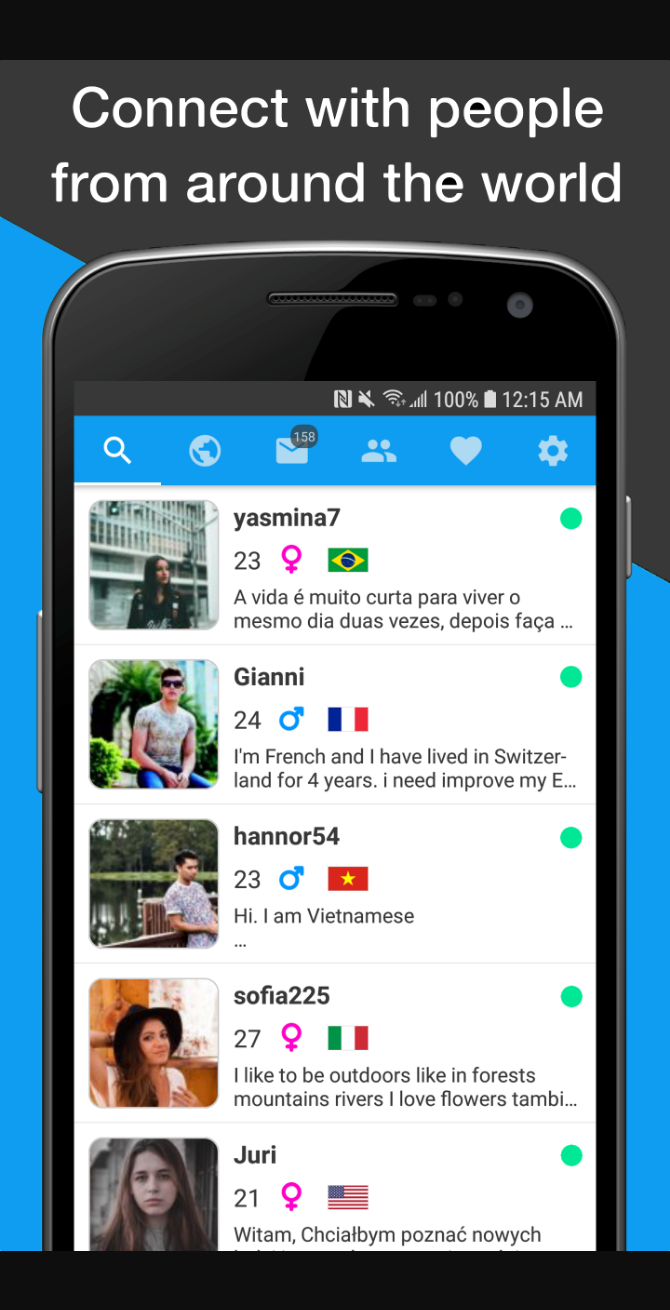 Connect with people
from around the world
100% 12:15 AM
158
yasmina7
23
A vida é muito curta para viver o
mesmo dia duas vezes, depois faça ...
Gianni
24
I'm French and I have lived in Switzer-
land for 4 years. i need improve my E...
hannor54
23
Hi. I am Vietnamese
...
sofia225
27
I like to be outdoors like in forests
mountains rivers I love flowers tambi...
Juri
21
Witam, Chciałbym poznać nowych